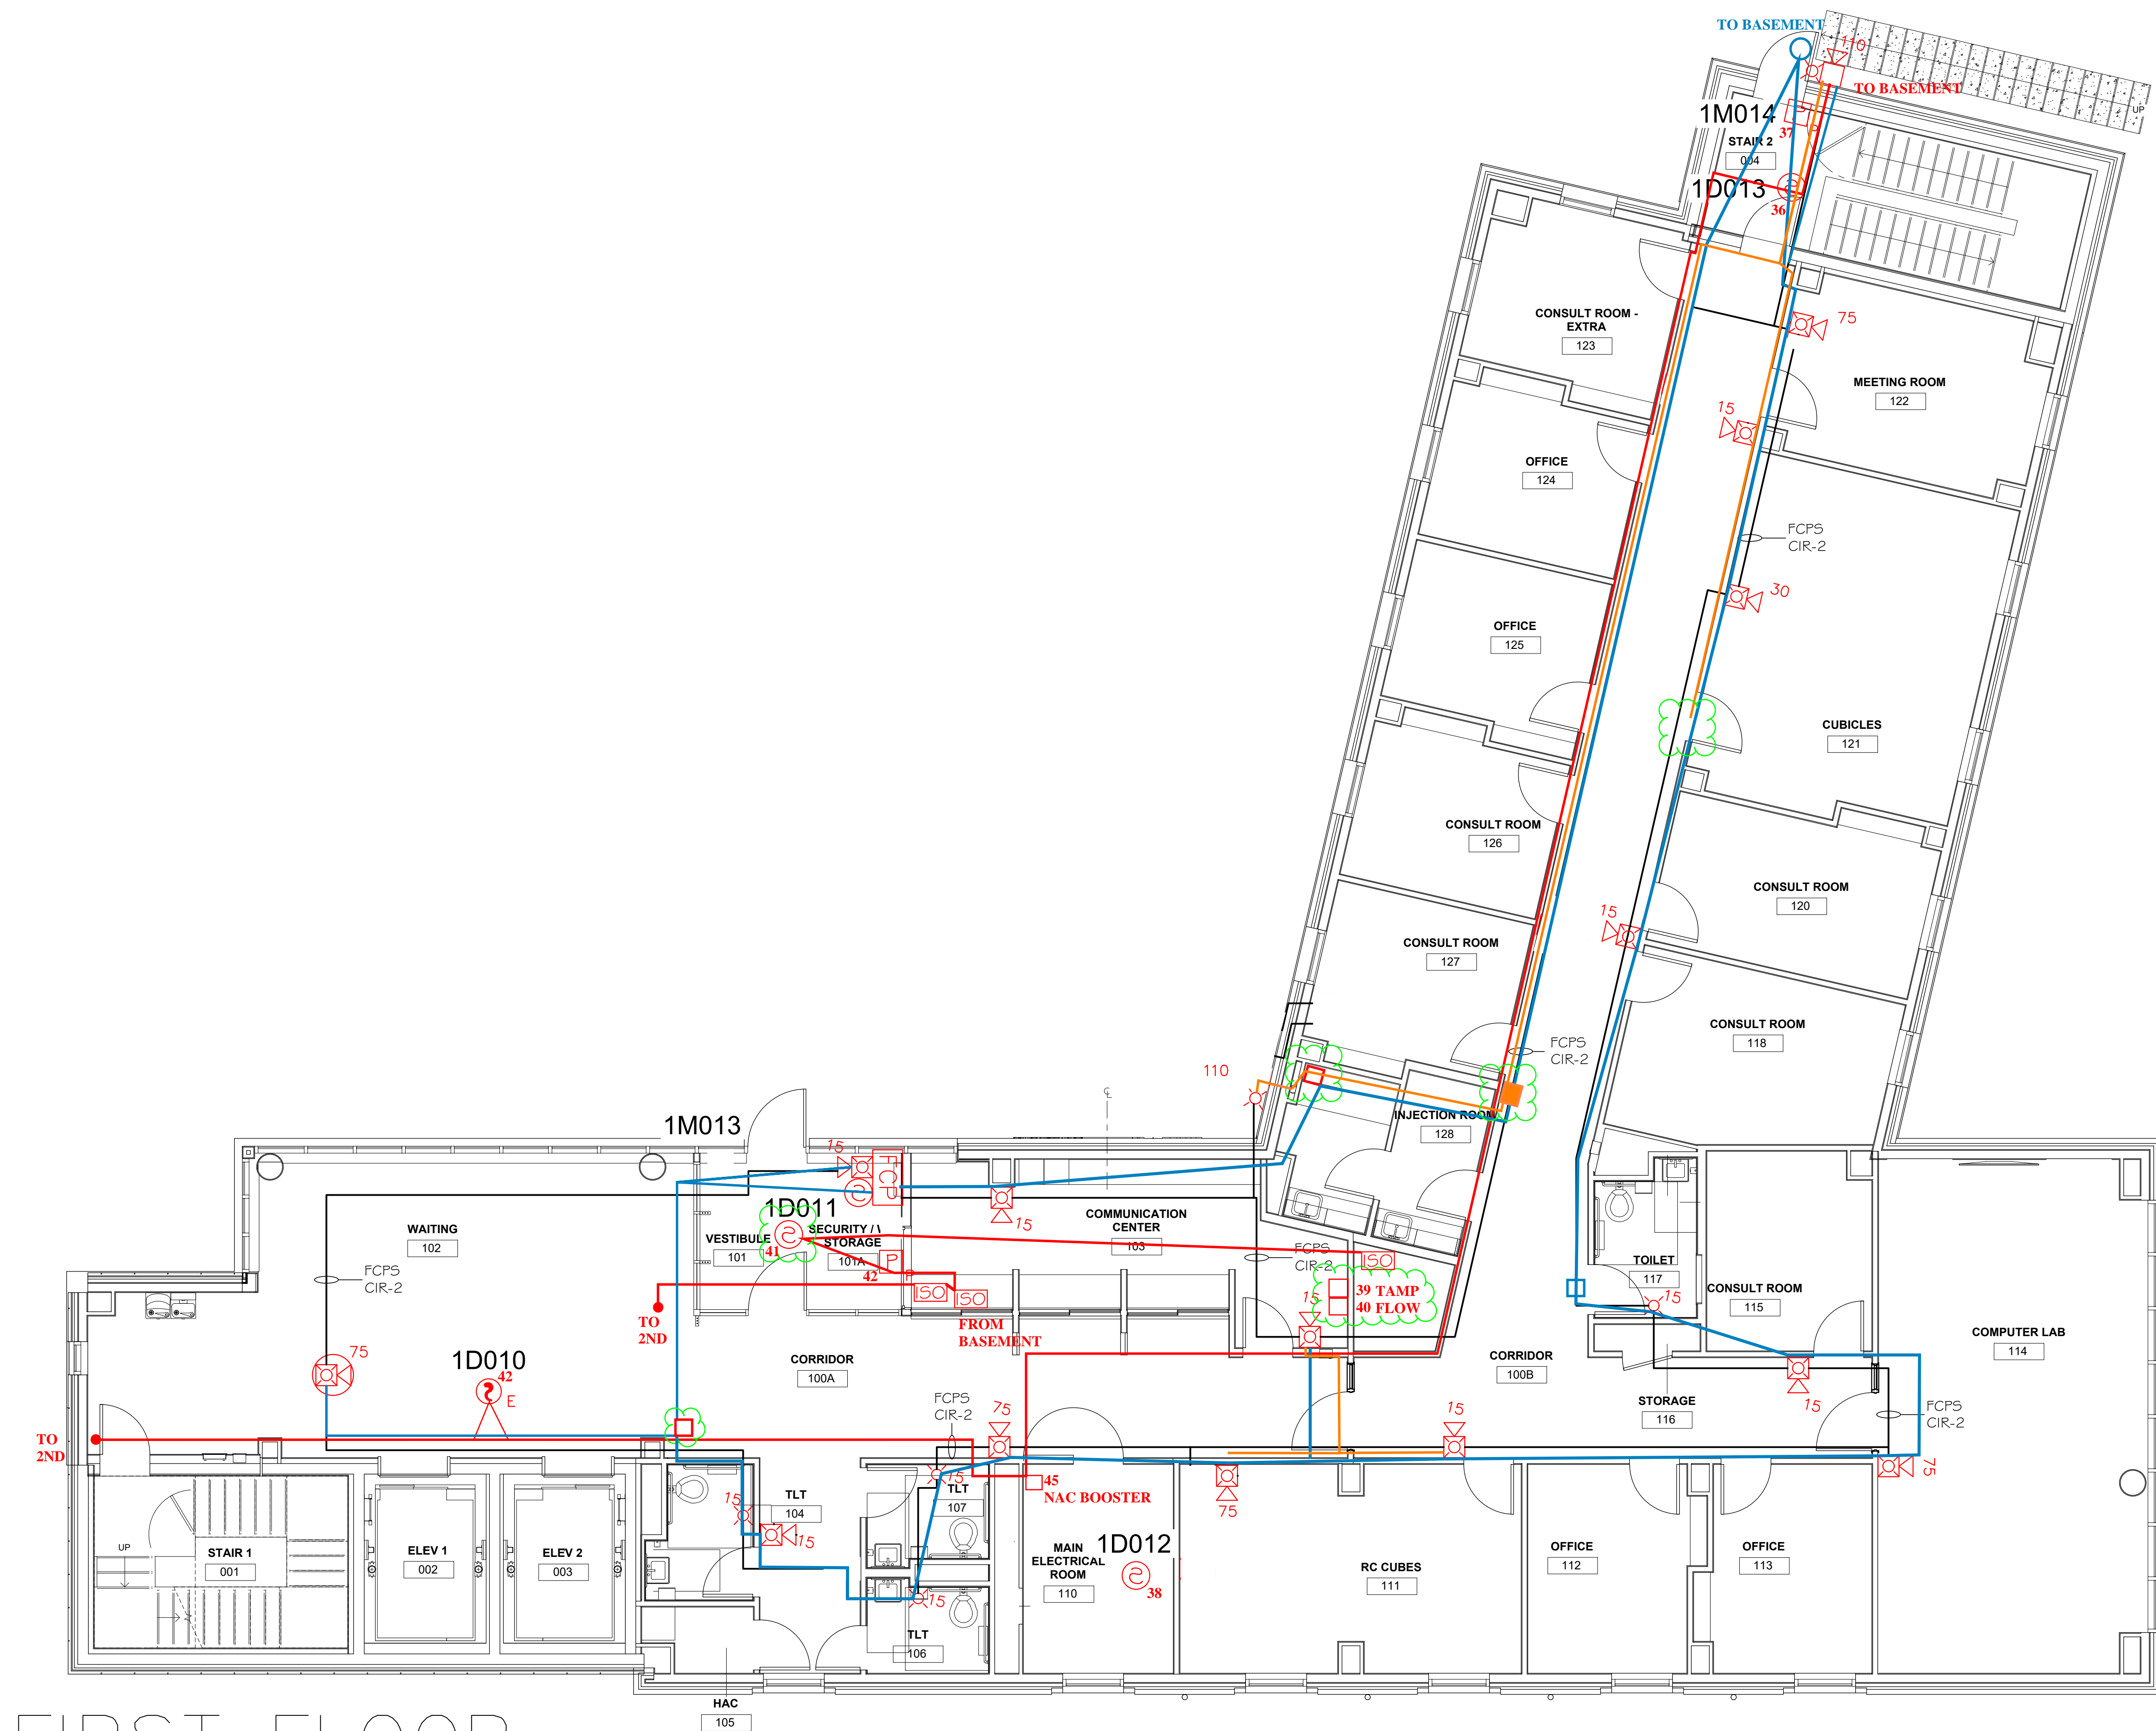 TO BASEMENT
110
TO BASEMENT
UP
1M014
37
STAIR 2
004
1D013
36
CONSULT ROOM -
EXTRA
123
75
MEETING ROOM
122
15
OFFICE
124
FCPS
CIR-2
30
OFFICE
125
CUBICLES
121
CONSULT ROOM
126
CONSULT ROOM
120
15
CONSULT ROOM
127
CONSULT ROOM
118
FCPS
CIR-2
110
INJECTION ROOM
128
1M013
15
FCP
1D011
41
VESTIBULE
101
SECURITY / \
STORAGE
101A
P
P
42
15
COMMUNICATION
CENTER
103
FCPS
CIR-2
ISO
WAITING
102
FCPS
CIR-2
ISO
ISO
FROM
BASEMENT
TO
2ND
15
39 TAMP
40 FLOW
TOILET
117
15
CONSULT ROOM
115
COMPUTER LAB
114
75
1D010
42
E
CORRIDOR
100A
CORRIDOR
100B
STORAGE
116
15
FCPS
CIR-2
75
15
FCPS
CIR-2
TO
2ND
75
45
NAC BOOSTER
75
15
TLT
107
15
TLT
104
15
UP
STAIR 1
001
ELEV 1
002
ELEV 2
003
15
TLT
106
MAIN
ELECTRICAL
ROOM
110
1D012
38
RC CUBES
111
OFFICE
112
OFFICE
113
HAC
105
FIRST FLOOR